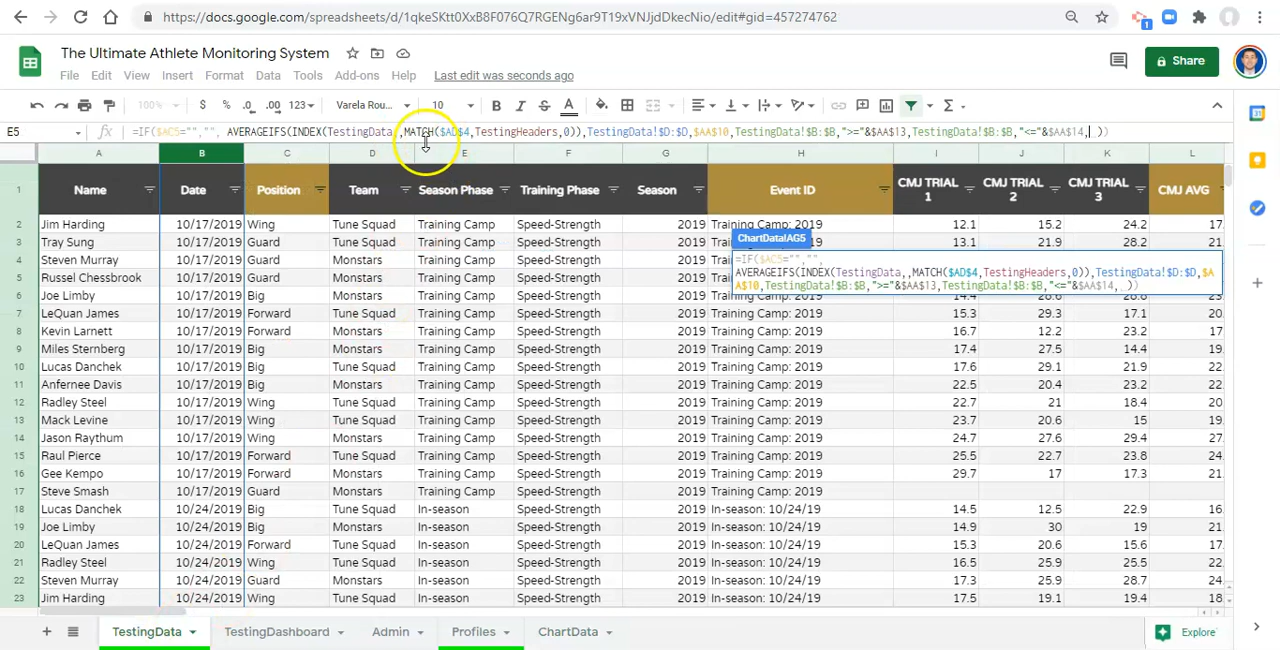 https://docs.google.com/spreadsheets/d/1qkeSKtt0XxB8F07Q7RGENg6ar9T19xVNJjdDkecNio/edit#gid=457274762
1
The Ultimate Athlete Monitoring System
Share
File Edit View Insert Format Data Tools Add-ons Help Last edit was seconds ago
100% $ % .0 .00 123 Varela Rou... 10 B I S A Σ
E5 fx =IF($AC5="","", AVERAGEIFS(INDEX(TestingData,,MATCH($AD$4,TestingHeaders,0)),TestingData!$D:$D,$AA$10,TestingData!$B:$B,">="&$AA$13,TestingData!$B:$B,"<="&$AA$14, ))
A B C D E F G H I J K L
1 Name Date Position Team Season Phase Training Phase Season Event ID CMJ TRIAL 1 CMJ TRIAL 2 CMJ TRIAL 3 CMJ AVG
2 Jim Harding 10/17/2019 Wing Tune Squad Training Camp Speed-Strength 2019 Training Camp: 2019 12.1 15.2 24.2 17.
3 Tray Sung 10/17/2019 Guard Tune Squad Training Camp Speed-Strength 2019 13.1 21.9 28.2 21.
ChartData!AG5
=IF($AC5="","",
AVERAGEIFS(INDEX(TestingData,,MATCH($AD$4,TestingHeaders,0)),TestingData!$D:$D,$A
A$10,TestingData!$B:$B,">="&$AA$13,TestingData!$B:$B,"<="&$AA$14, ))
4 Steven Murray 10/17/2019 Guard Monstars Training Camp Speed-Strength 2019
5 Russel Chessbrook 10/17/2019 Guard Monstars Training Camp Speed-Strength 2019
6 Joe Limby 10/17/2019 Big Monstars Training Camp Speed-Strength 2019
7 LeQuan James 10/17/2019 Forward Tune Squad Training Camp Speed-Strength 2019 Training Camp: 2019 15.3 29.3 17.1 20.
8 Kevin Larnett 10/17/2019 Forward Monstars Training Camp Speed-Strength 2019 Training Camp: 2019 16.7 12.2 23.2 17
9 Miles Sternberg 10/17/2019 Big Monstars Training Camp Speed-Strength 2019 Training Camp: 2019 17.4 27.5 14.4 19.
10 Lucas Danchek 10/17/2019 Big Tune Squad Training Camp Speed-Strength 2019 Training Camp: 2019 17.6 29.1 21.9 22.
11 Anfernee Davis 10/17/2019 Big Monstars Training Camp Speed-Strength 2019 Training Camp: 2019 22.5 20.4 23.2 22
12 Radley Steel 10/17/2019 Wing Tune Squad Training Camp Speed-Strength 2019 Training Camp: 2019 22.7 21 18.4 20.
13 Mack Levine 10/17/2019 Wing Tune Squad Training Camp Speed-Strength 2019 Training Camp: 2019 23.7 20.6 15 19.
14 Jason Raythum 10/17/2019 Wing Monstars Training Camp Speed-Strength 2019 Training Camp: 2019 24.7 27.6 29.4 27.
15 Raul Pierce 10/17/2019 Forward Monstars Training Camp Speed-Strength 2019 Training Camp: 2019 25.5 22.7 23.8
16 Gee Kempo 10/17/2019 Forward Monstars Training Camp Speed-Strength 2019 Training Camp: 2019 29.7 17 17.3 21.
17 Steve Smash 10/17/2019 Guard Monstars Training Camp Speed-Strength 2019 Training Camp: 2019
18 Lucas Danchek 10/24/2019 Big Tune Squad In-season Speed-Strength 2019 In-season: 10/24/19 14.5 12.5 22.9 16.
19 Joe Limby 10/24/2019 Big Monstars In-season Speed-Strength 2019 In-season: 10/24/19 14.9 30 19 21.
20 LeQuan James 10/24/2019 Forward Tune Squad In-season Speed-Strength 2019 In-season: 10/24/19 15.3 20.6 15.6 17.
21 Radley Steel 10/24/2019 Wing Tune Squad In-season Speed-Strength 2019 In-season: 10/24/19 16.5 25.9 25.5
22 Steven Murray 10/24/2019 Guard Monstars In-season Speed-Strength 2019 In-season: 10/24/19 17.3 25.9 28.7 24.
23 Jim Harding 10/24/2019 Wing Tune Squad In-season Speed-Strength 2019 In-season: 10/24/19 17.5 19.1 19.4 18
TestingData TestingDashboard Admin Profiles ChartData Explore